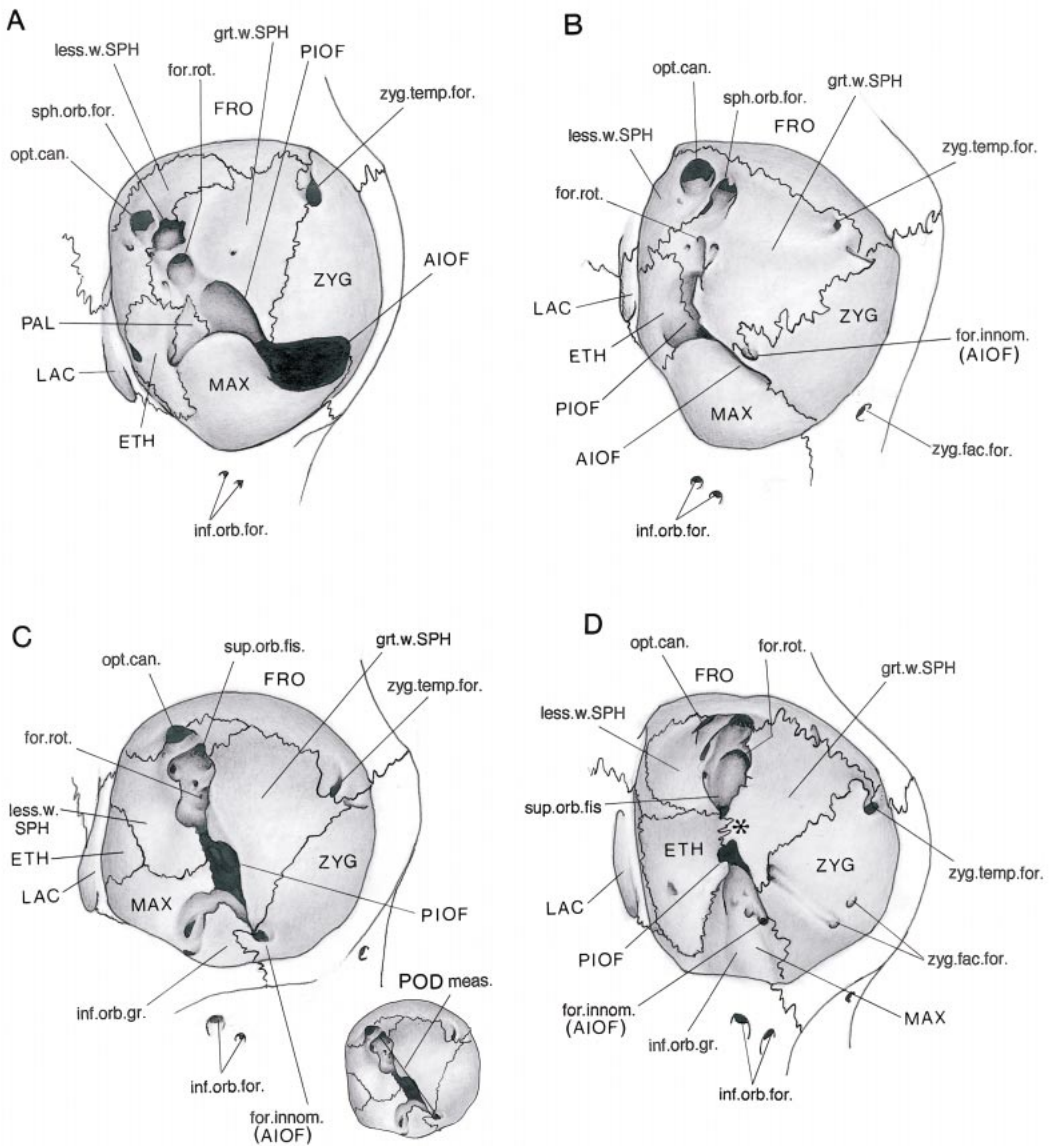 A
less.w.SPH
grt.w.SPH
PIOF
for.rot.
FRO
zyg.temp.for.
sph.orb.for.
opt.can.
AIOF
ZYG
PAL
LAC
MAX
ETH
inf.orb.for.
B
opt.can.
sph.orb.for.
grt.w.SPH
FRO
less.w.SPH
zyg.temp.for.
for.rot.
LAC
ZYG
ETH
for.innom.
(AIOF)
PIOF
MAX
AIOF
zyg.fac.for.
inf.orb.for.
C
opt.can.
sup.orb.fis.
grt.w.SPH
FRO
zyg.temp.for.
for.rot.
less.w.
SPH
ETH
LAC
MAX
ZYG
PIOF
inf.orb.gr.
POD meas.
inf.orb.for.
for.innom.
(AIOF)
D
opt.can.
for.rot.
FRO
grt.w.SPH
less.w.SPH
sup.orb.fis
*
ETH
ZYG
LAC
zyg.temp.for.
PIOF
zyg.fac.for.
for.innom.
(AIOF)
inf.orb.gr.
MAX
inf.orb.for.